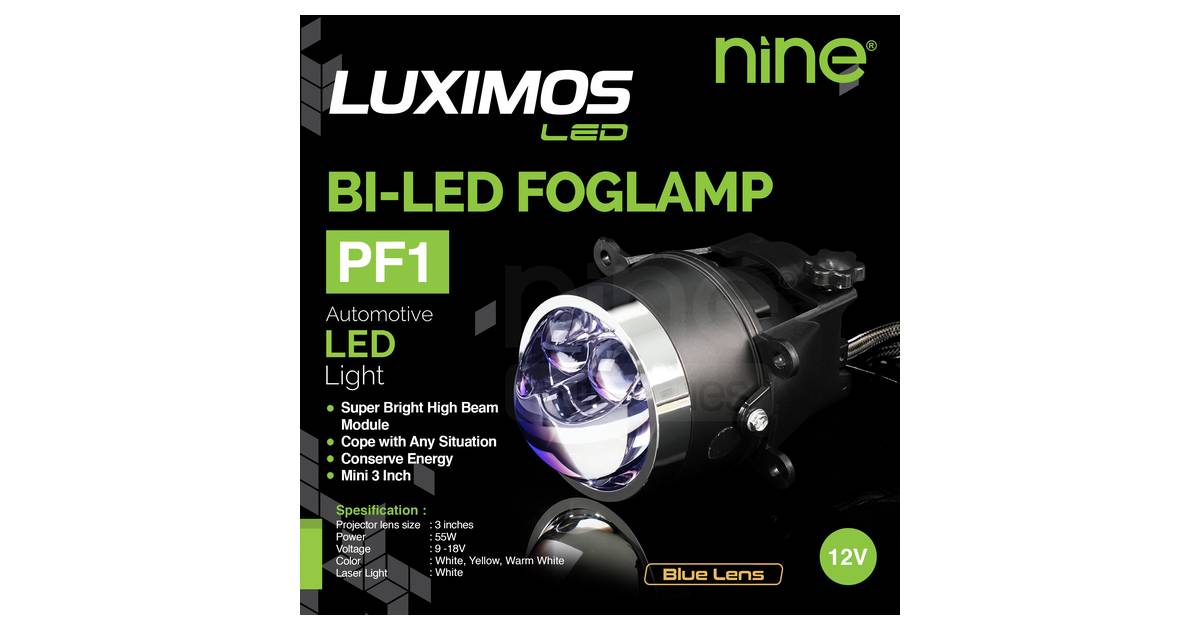 nine®
LUXIMOS
LED
BI-LED FOGLAMP
PF1
Automotive
LED
Light
Super Bright High Beam
Module
Cope with Any Situation
Conserve Energy
Mini 3 Inch
Spesification :
Projector lens size : 3 inches
Power : 55W
Voltage : 9 -18V
Color : White, Yellow, Warm White
Laser Light : White
Blue Lens
12V
nine